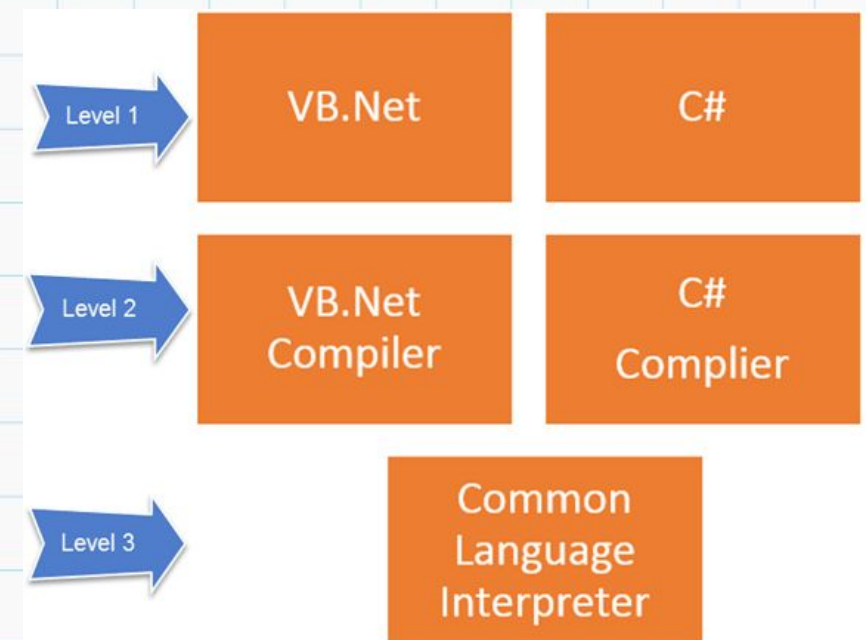 Level 1
VB.Net
C#
Level 2
VB.Net
Compiler
C#
Complier
Level 3
Common
Language
Interpreter